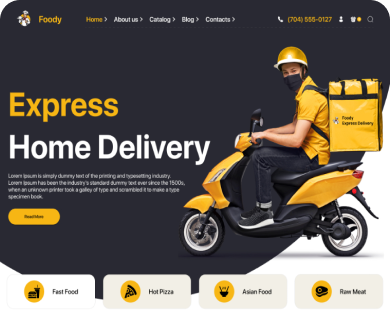 Foody
Home > About us > Catalog > Blog > Contacts >
(704) 555-0127
Foody
Express Delivery
Express
Home Delivery
Lorem Ipsum is simply dummy text of the printing and typesetting industry.
Lorem Ipsum has been the industry's standard dummy text ever since the 1500s,
when an unknown printer took a galley of type and scrambled it to make a type
specimen book.
Read More
Fast Food
Hot Pizza
Asian Food
Raw Meat